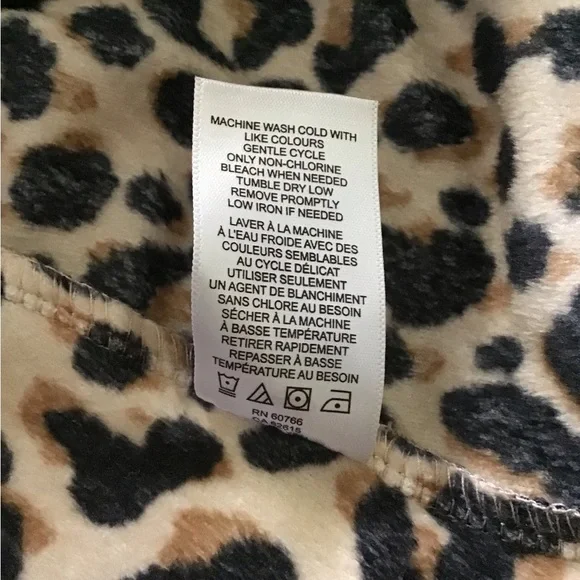 MACHINE WASH COLD WITH
LIKE COLOURS
GENTLE CYCLE
ONLY NON-CHLORINE
BLEACH WHEN NEEDED
TUMBLE DRY LOW
REMOVE PROMPTLY
LOW IRON IF NEEDED
LAVER À LA MACHINE
À L'EAU FROIDE AVEC DES
COULEURS SEMBLABLES
AU CYCLE DÉLICAT
UTILISER SEULEMENT
UN AGENT DE BLANCHIMENT
SANS CHLORE AU BESOIN
SÉCHER À LA MACHINE
À BASSE TEMPÉRATURE
RETIRER RAPIDEMENT
REPASSER À BASSE
TEMPÉRATURE AU BESOIN
RN 60766
CA 52615